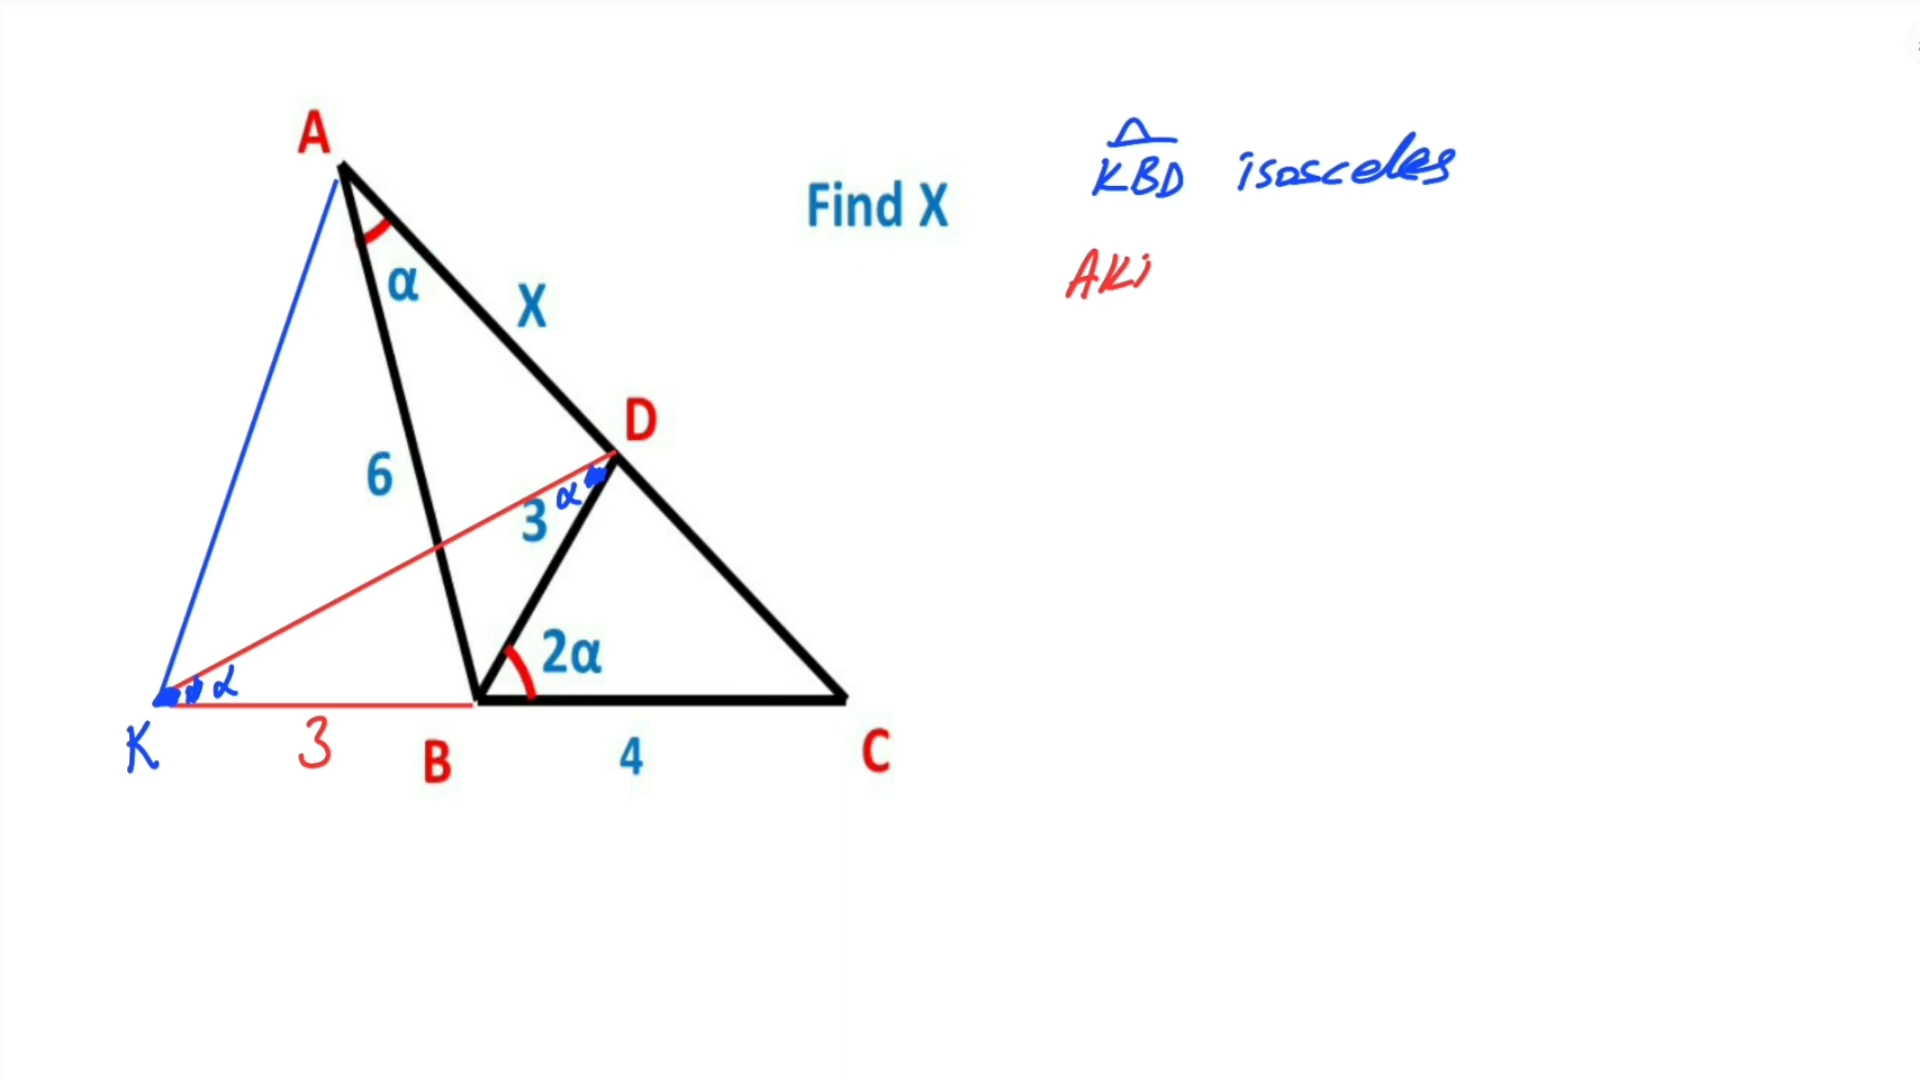 A
Find X
KBD isosceles
AKi
α
X
D
6
3
α
2α
α
K
3
B
4
C